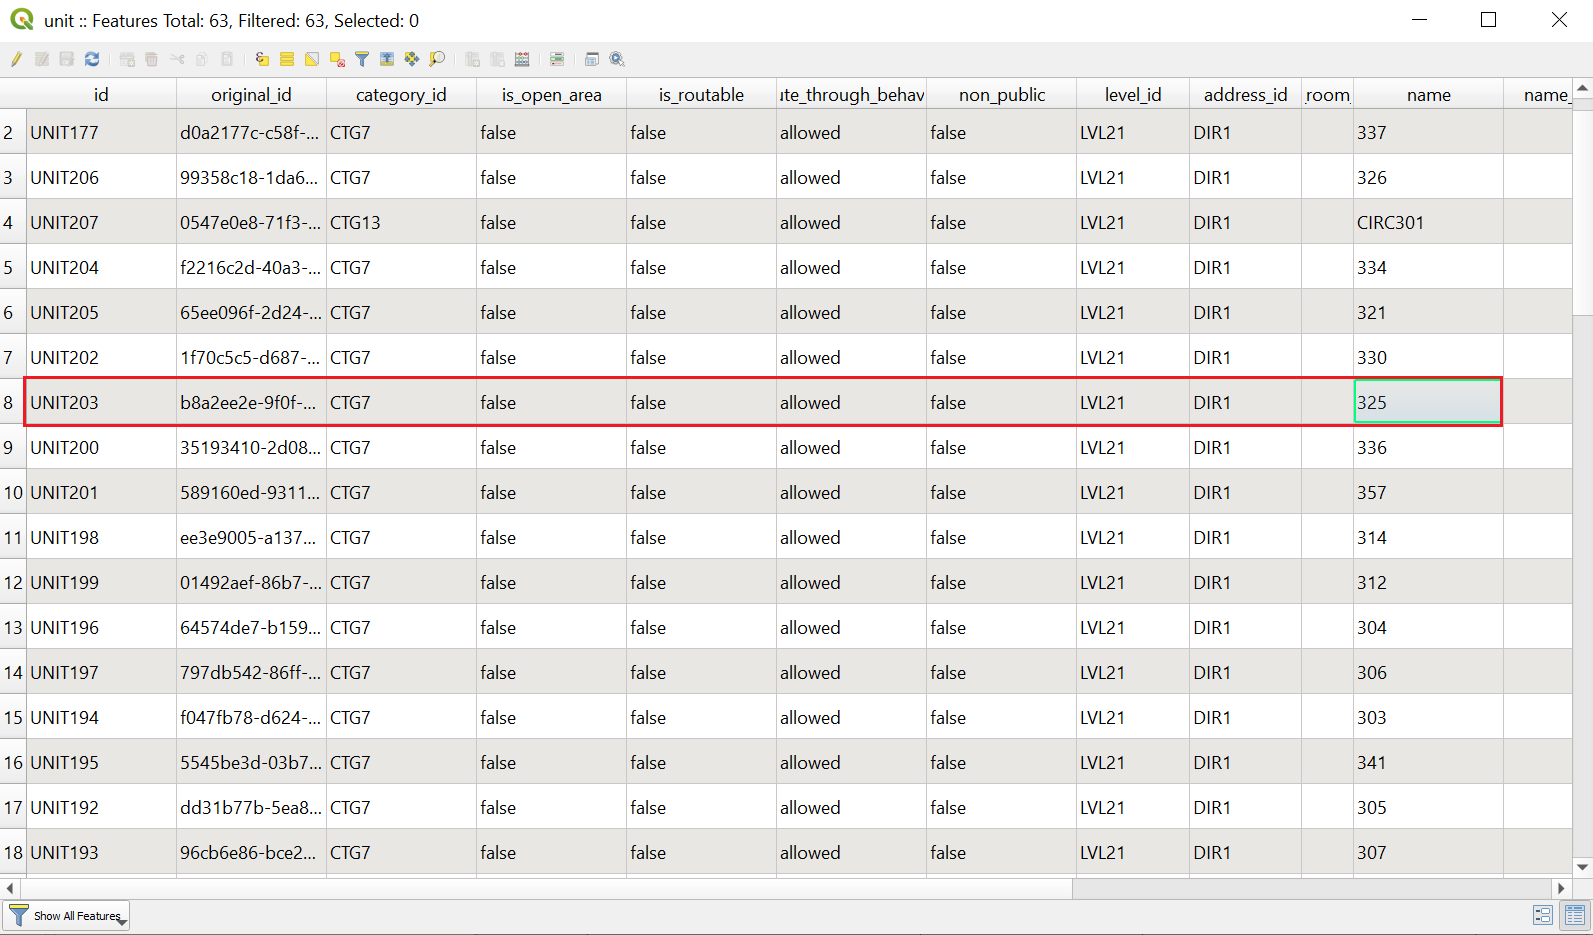 unit :: Features Total: 63, Filtered: 63, Selected: 0
id original_id category_id is_open_area is_routable ute_through_behav non_public level_id address_id _room_ name name_
2 UNIT177 d0a2177c-c58f-... CTG7 false false allowed false LVL21 DIR1 337
3 UNIT206 99358c18-1da6... CTG7 false false allowed false LVL21 DIR1 326
4 UNIT207 0547e0e8-71f3-... CTG13 false false allowed false LVL21 DIR1 CIRC301
5 UNIT204 f2216c2d-40a3-... CTG7 false false allowed false LVL21 DIR1 334
6 UNIT205 65ee096f-2d24-... CTG7 false false allowed false LVL21 DIR1 321
7 UNIT202 1f70c5c5-d687-... CTG7 false false allowed false LVL21 DIR1 330
8 UNIT203 b8a2ee2e-9f0f-... CTG7 false false allowed false LVL21 DIR1 325
9 UNIT200 35193410-2d08... CTG7 false false allowed false LVL21 DIR1 336
10 UNIT201 589160ed-9311... CTG7 false false allowed false LVL21 DIR1 357
11 UNIT198 ee3e9005-a137... CTG7 false false allowed false LVL21 DIR1 314
12 UNIT199 01492aef-86b7-... CTG7 false false allowed false LVL21 DIR1 312
13 UNIT196 64574de7-b159... CTG7 false false allowed false LVL21 DIR1 304
14 UNIT197 797db542-86ff-... CTG7 false false allowed false LVL21 DIR1 306
15 UNIT194 f047fb78-d624-... CTG7 false false allowed false LVL21 DIR1 303
16 UNIT195 5545be3d-03b7... CTG7 false false allowed false LVL21 DIR1 341
17 UNIT192 dd31b77b-5ea8... CTG7 false false allowed false LVL21 DIR1 305
18 UNIT193 96cb6e86-bce2... CTG7 false false allowed false LVL21 DIR1 307
Show All Features